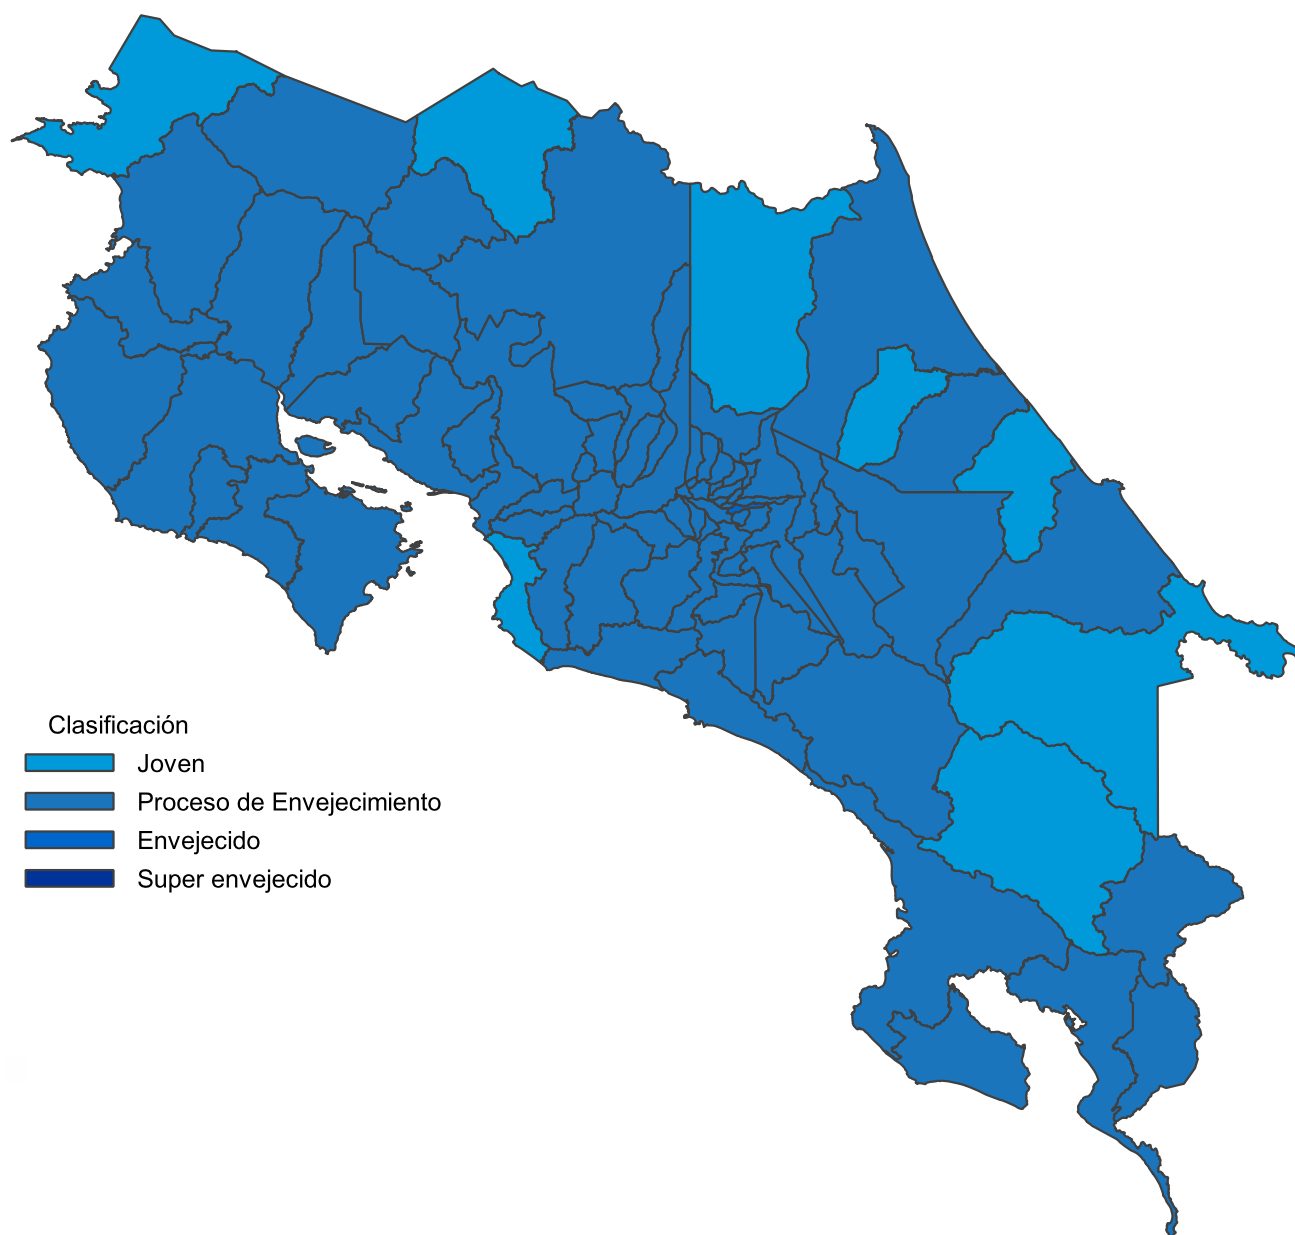 Clasificación
Joven
Proceso de Envejecimiento
Envejecido
Super envejecido